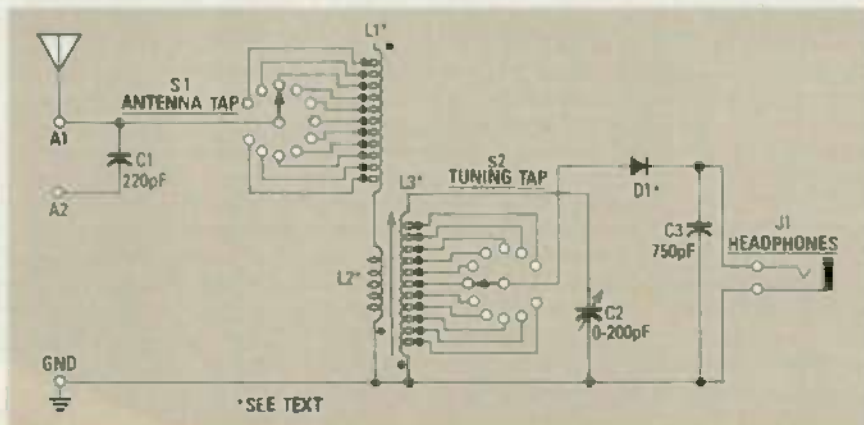 L1*
S1
ANTENNA TAP
A1
C1
220pF
A2
S2
TUNING TAP
L3*
D1*
L2*
C3
750pF
J1
HEADPHONES
C2
0-200pF
GND
*SEE TEXT